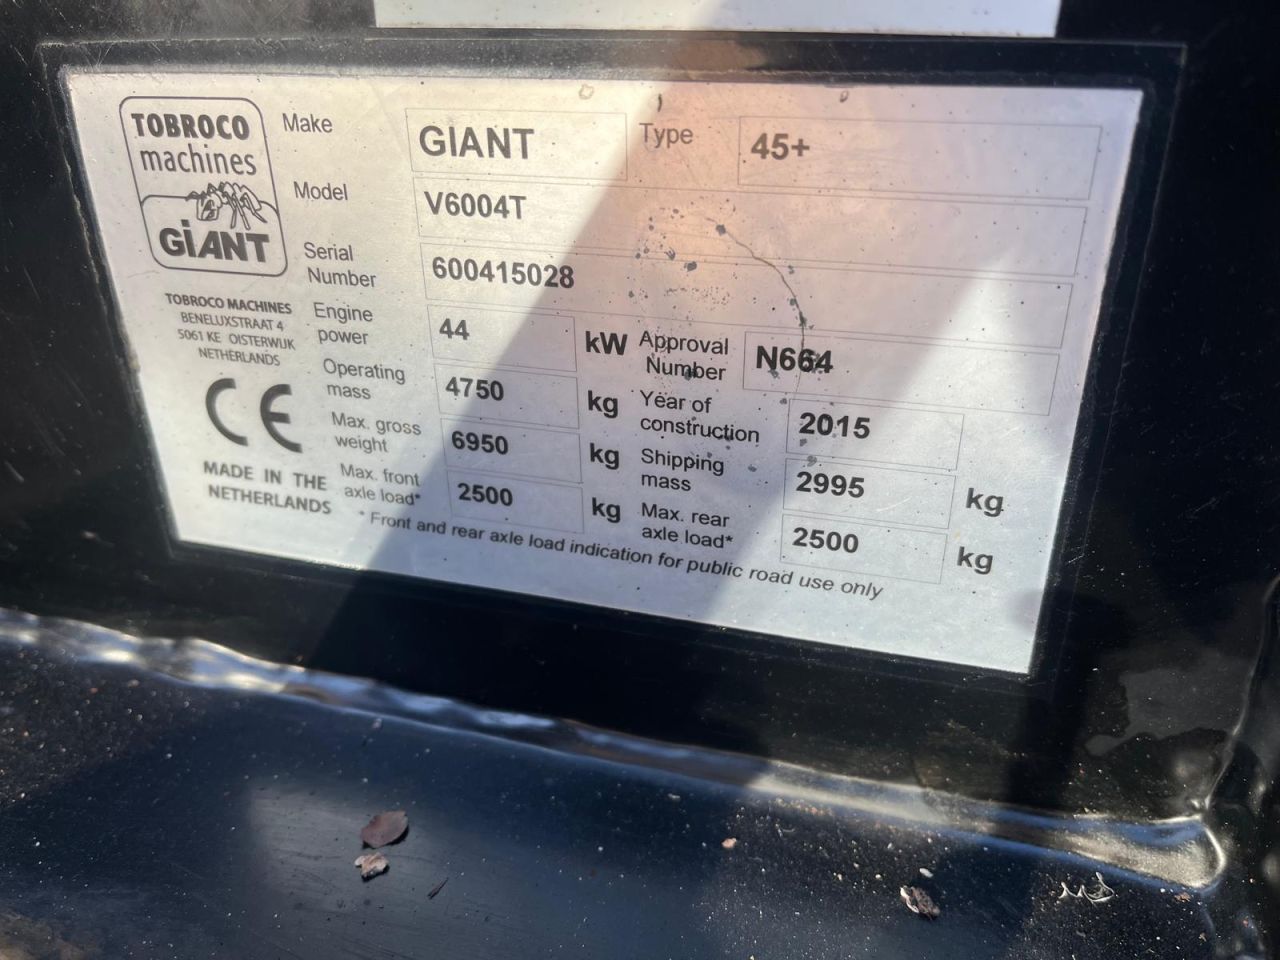 TOBROCO
machines
GiANT
TOBROCO MACHINES
BENELUXSTRAAT 4
5061 KE OISTERWIJK
NETHERLANDS
CE
MADE IN THE
NETHERLANDS
Make GIANT Type 45+
Model V6004T
Serial Number 600415028
Engine power 44 kW Approval Number N664
Operating mass 4750 kg Year of construction 2015
Max. gross weight 6950 kg Shipping mass 2995 kg
Max. front axle load* 2500 kg Max. rear axle load* 2500 kg
* Front and rear axle load indication for public road use only